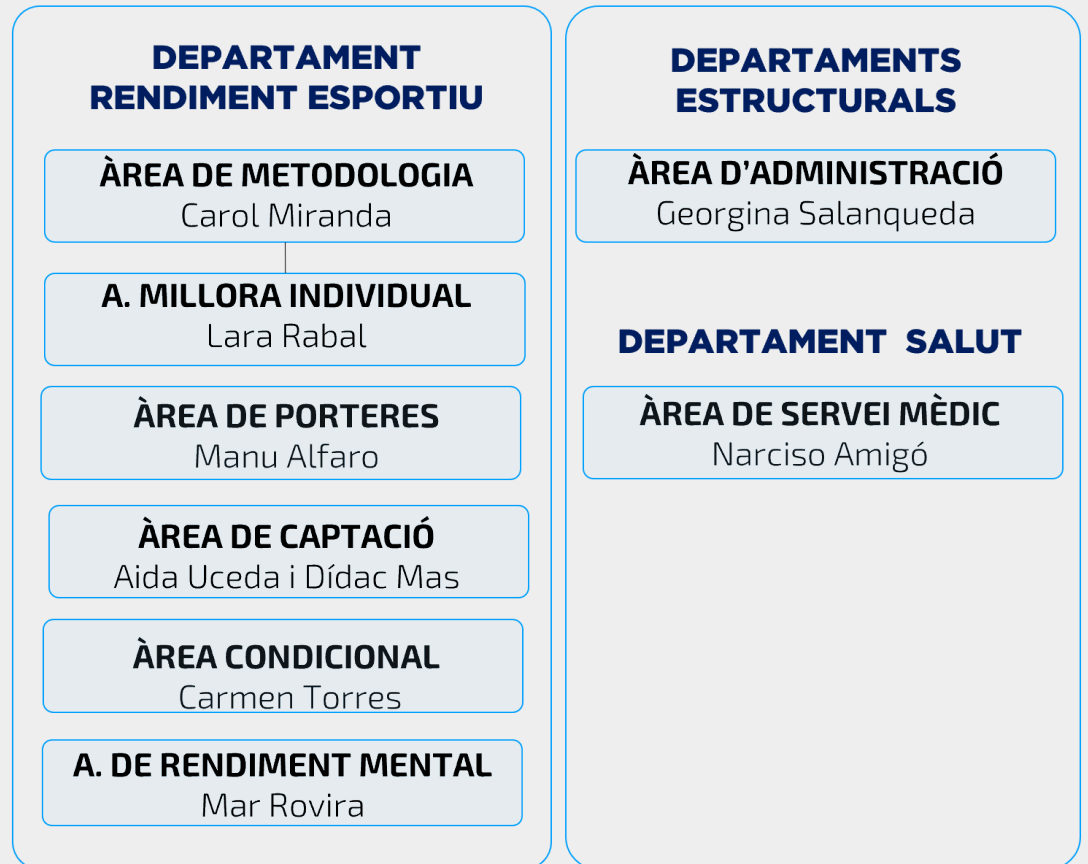 DEPARTAMENT
RENDIMENT ESPORTIU
ÀREA DE METODOLOGIA
Carol Miranda
A. MILLORA INDIVIDUAL
Lara Rabal
ÀREA DE PORTERES
Manu Alfaro
ÀREA DE CAPTACIÓ
Aida Uceda i Dídac Mas
ÀREA CONDICIONAL
Carmen Torres
A. DE RENDIMENT MENTAL
Mar Rovira
DEPARTAMENTS
ESTRUCTURALS
ÀREA D’ADMINISTRACIÓ
Georgina Salanqueda
DEPARTAMENT SALUT
ÀREA DE SERVEI MÈDIC
Narciso Amigó